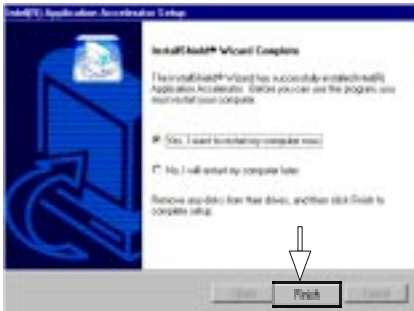 Intel(R) Application Accelerator Setup
InstallShield® Wizard Complete
The InstallShield® Wizard has successfully installed Intel(R)
Application Accelerator. Before you can use the program, you
must restart your computer.
Yes, I want to restart my computer now.
No, I will restart my computer later.
Remove any disks from their drives, and then click Finish to
complete setup.
Finish